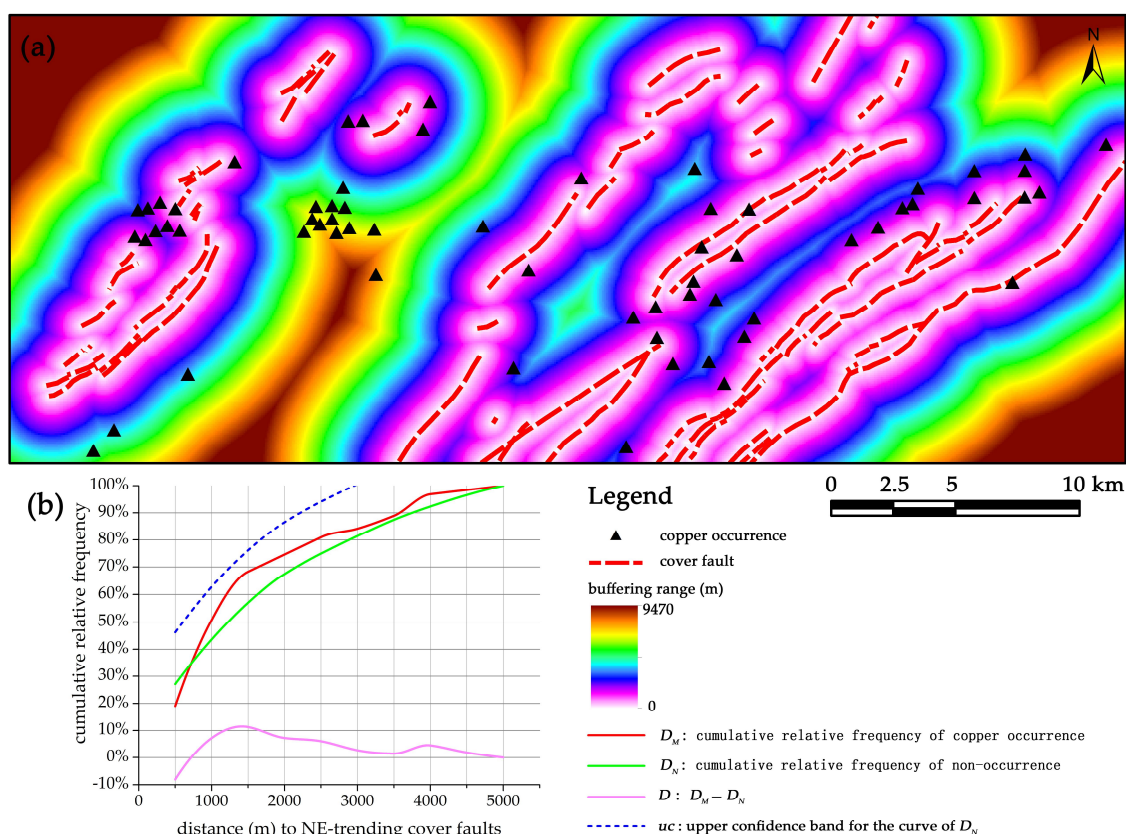 (a)
N
(b)
100%
90%
80%
70%
60%
50%
40%
30%
20%
10%
0%
-10%
cumulative relative frequency
0 1000 2000 3000 4000 5000
distance (m) to NE-trending cover faults
Legend
copper occurrence
cover fault
buffering range (m)
9470
0
0 2.5 5 10 km
D_M: cumulative relative frequency of copper occurrence
D_N: cumulative relative frequency of non-occurrence
D: D_M – D_N
uc: upper confidence band for the curve of D_N